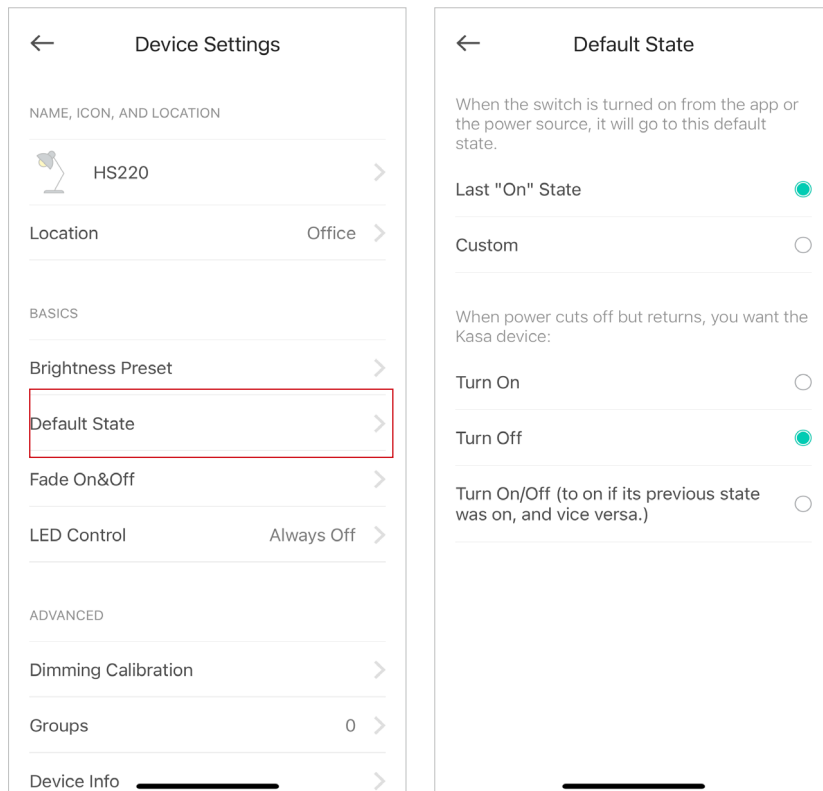 Device Settings
NAME, ICON, AND LOCATION
HS220
Location Office
BASICS
Brightness Preset
Default State
Fade On&Off
LED Control Always Off
ADVANCED
Dimming Calibration
Groups 0
Device Info
Default State
When the switch is turned on from the app or
the power source, it will go to this default
state.
Last "On" State
Custom
When power cuts off but returns, you want the
Kasa device:
Turn On
Turn Off
Turn On/Off (to on if its previous state
was on, and vice versa.)